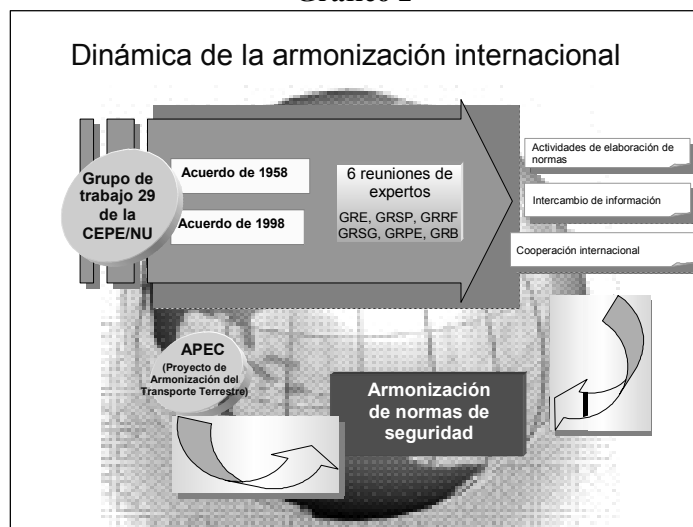 Gráfico 2
Dinámica de la armonización internacional
Grupo de
trabajo 29
de la
CEPE/NU
Acuerdo de 1958
Acuerdo de 1998
6 reuniones de
expertos
GRE, GRSP, GRRF
GRSG, GRPE, GRB
Actividades de elaboración de
normas
Intercambio de información
Cooperación internacional
APEC
(Proyecto de
Armonización del
Transporte Terrestre)
Armonización
de normas de
seguridad